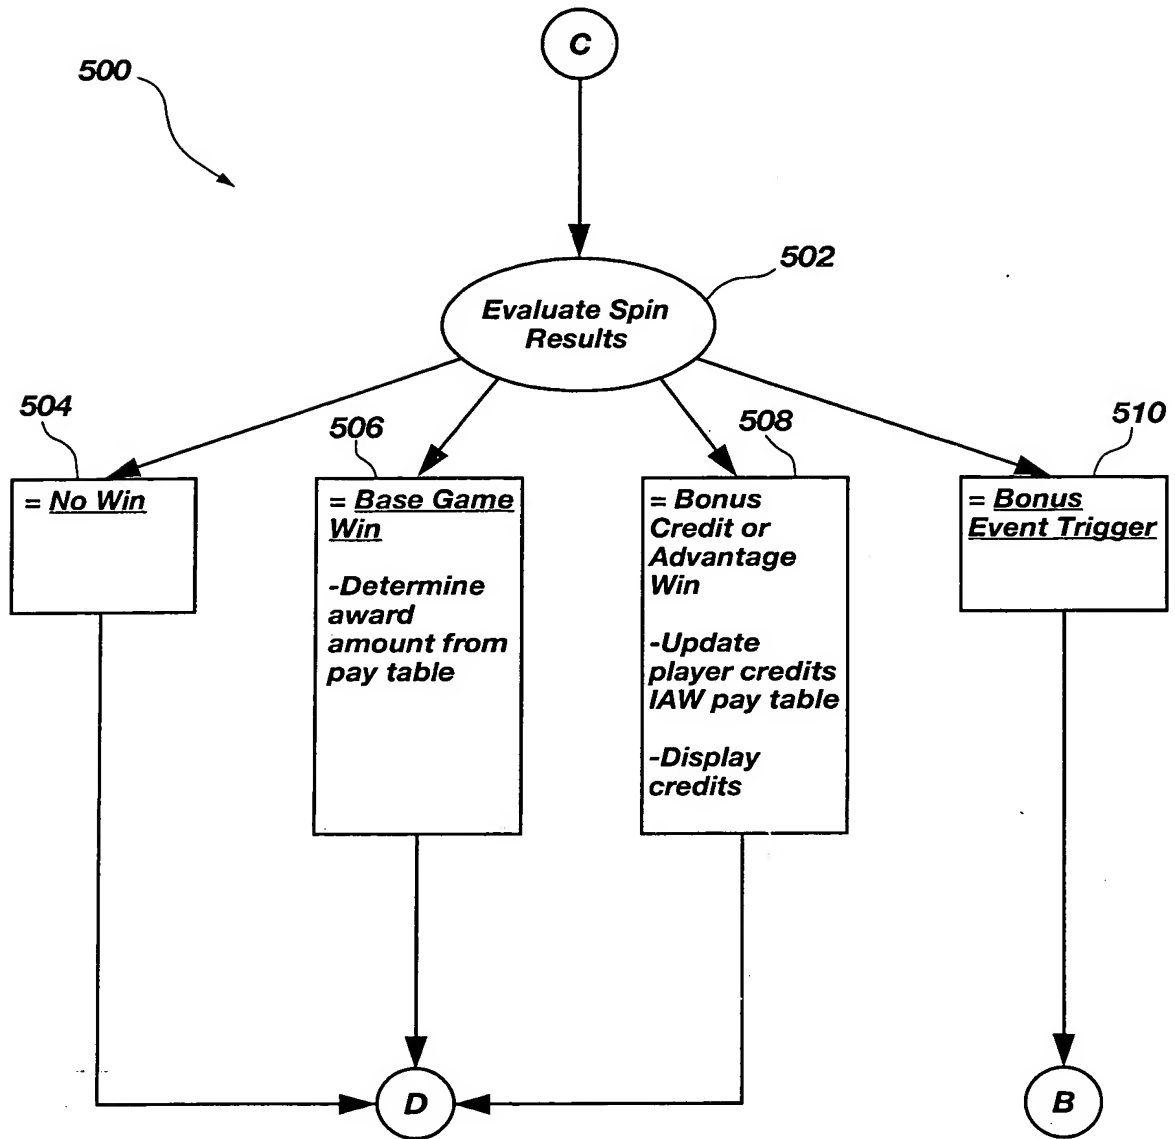 C
500
502
Evaluate Spin
Results
504
506
508
510
= No Win
= Base Game
Win
-Determine
award
amount from
pay table
= Bonus
Credit or
Advantage
Win
-Update
player credits
IAW pay table
-Display
credits
= Bonus
Event Trigger
D
B